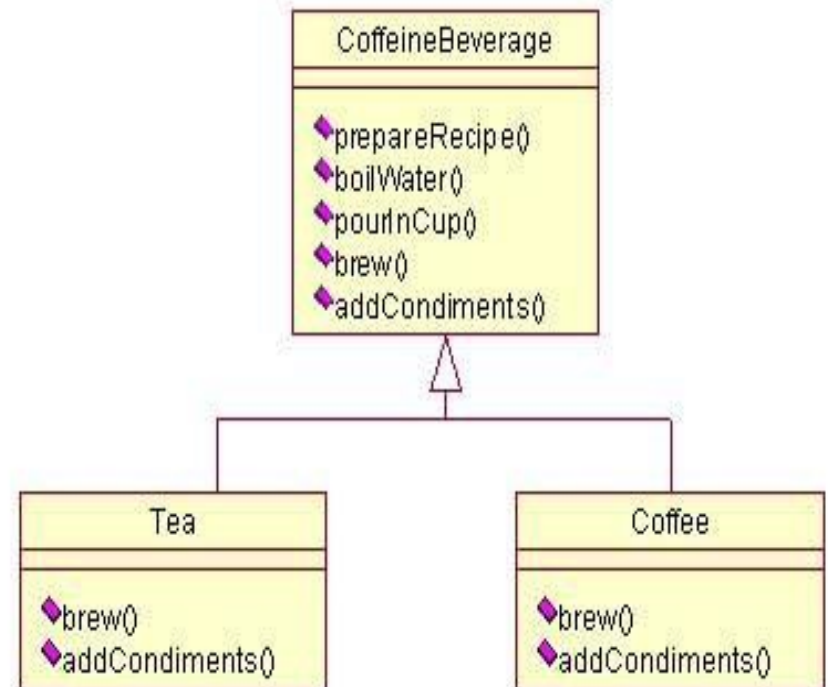 CoffeineBeverage
prepareRecipe()
boilWater()
pourInCup()
brew()
addCondiments()
Tea
brew()
addCondiments()
Coffee
brew()
addCondiments()